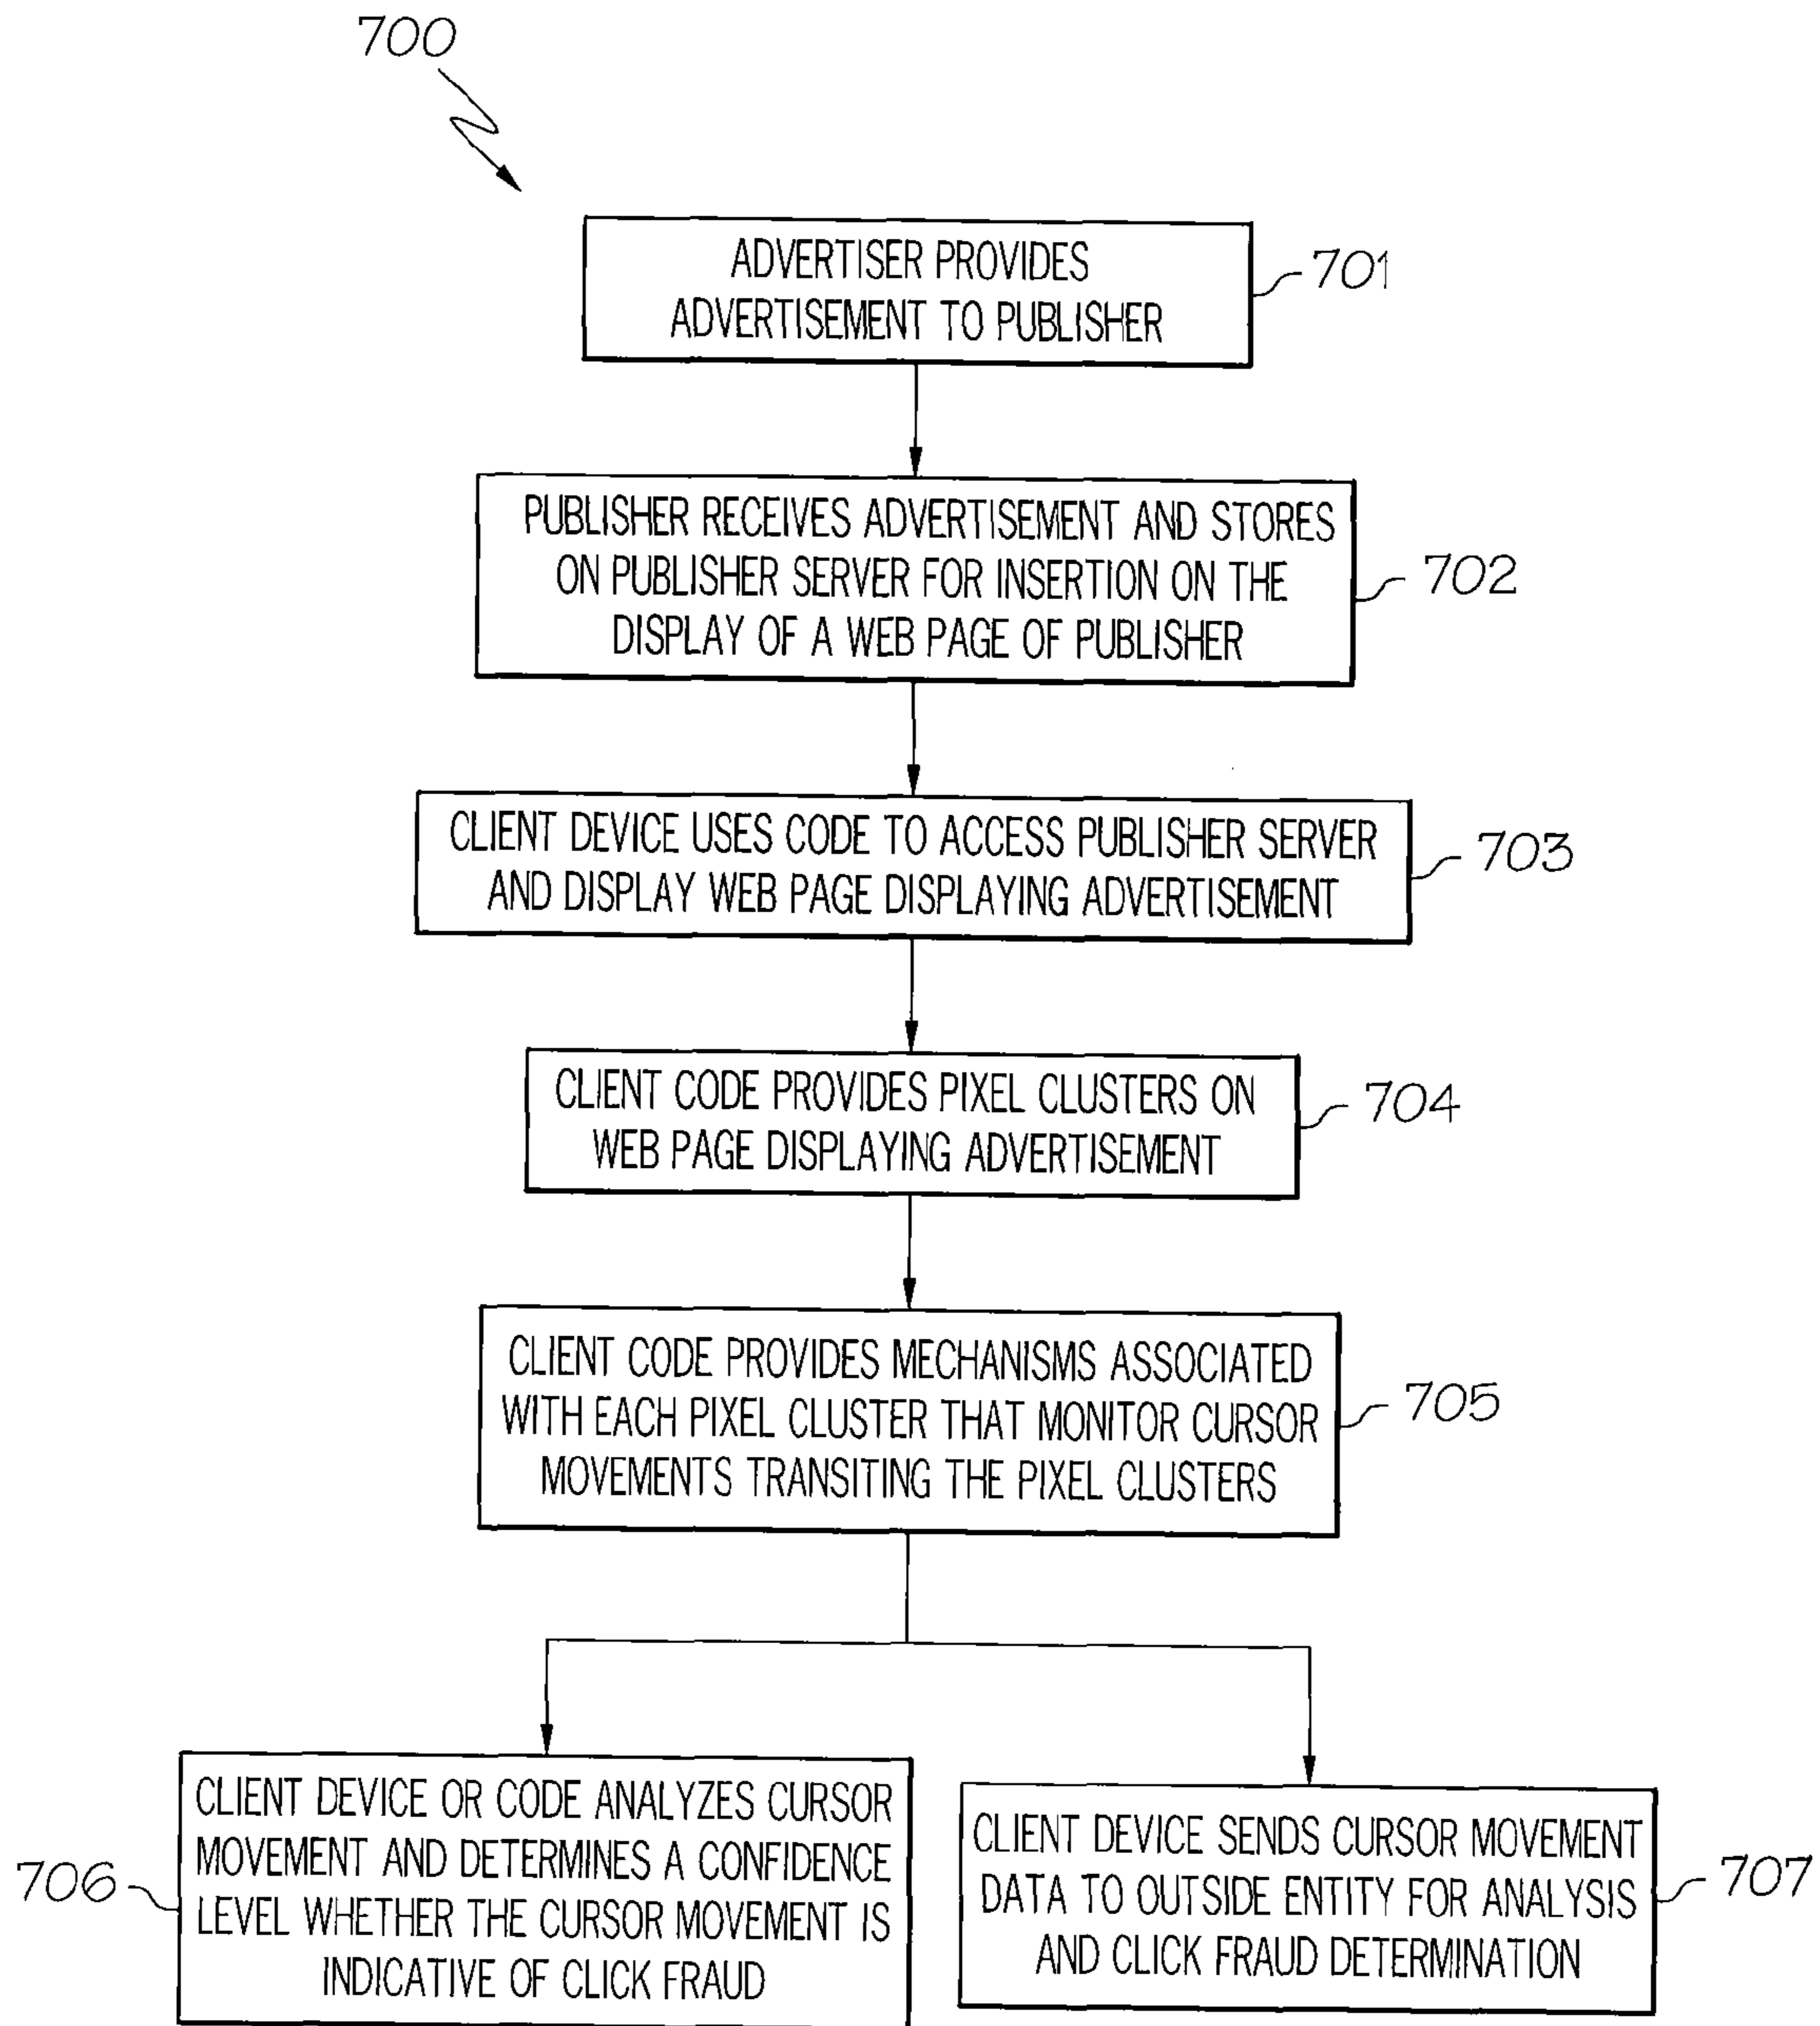 700
ADVERTISER PROVIDES
ADVERTISEMENT TO PUBLISHER
701
PUBLISHER RECEIVES ADVERTISEMENT AND STORES
ON PUBLISHER SERVER FOR INSERTION ON THE
DISPLAY OF A WEB PAGE OF PUBLISHER
702
CLIENT DEVICE USES CODE TO ACCESS PUBLISHER SERVER
AND DISPLAY WEB PAGE DISPLAYING ADVERTISEMENT
703
CLIENT CODE PROVIDES PIXEL CLUSTERS ON
WEB PAGE DISPLAYING ADVERTISEMENT
704
CLIENT CODE PROVIDES MECHANISMS ASSOCIATED
WITH EACH PIXEL CLUSTER THAT MONITOR CURSOR
MOVEMENTS TRANSITING THE PIXEL CLUSTERS
705
CLIENT DEVICE OR CODE ANALYZES CURSOR
MOVEMENT AND DETERMINES A CONFIDENCE
LEVEL WHETHER THE CURSOR MOVEMENT IS
INDICATIVE OF CLICK FRAUD
706
CLIENT DEVICE SENDS CURSOR MOVEMENT
DATA TO OUTSIDE ENTITY FOR ANALYSIS
AND CLICK FRAUD DETERMINATION
707